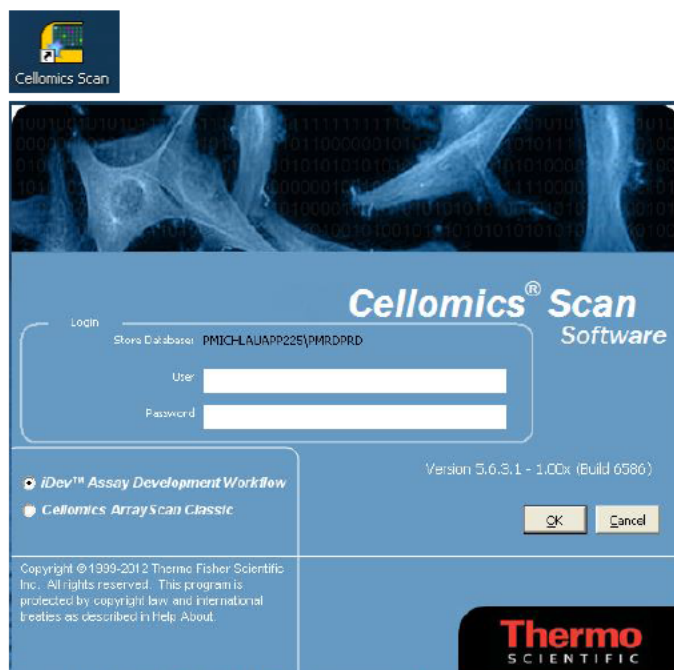 Cellomics Scan
Cellomics® Scan
Software
Login
Store Database: PMICHLAUAPP225\PMRDPRD
User
Password
Version 5.6.3.1 - 1.00x (Build 6586)
iDev™ Assay Development Workflow
Cellomics ArrayScan Classic
OK Cancel
Copyright © 1999-2012 Thermo Fisher Scientific
Inc. All rights reserved. This program is
protected by copyright law and international
treaties as described in Help About.
Thermo
SCIENTIFIC